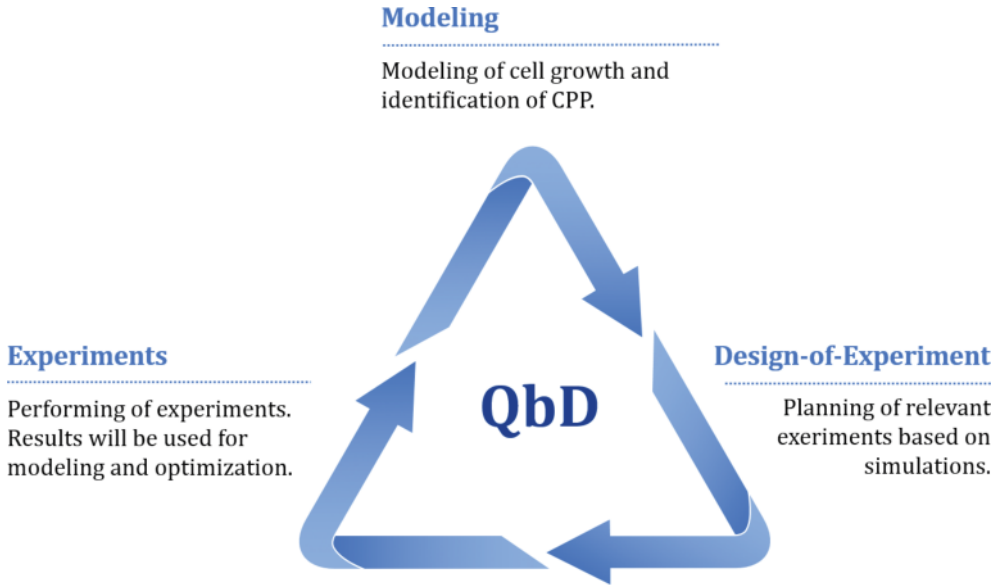 Modeling
Modeling of cell growth and
identification of CPP.
Experiments
Performing of experiments.
Results will be used for
modeling and optimization.
QbD
Design-of-Experiment
Planning of relevant
exeriments based on
simulations.